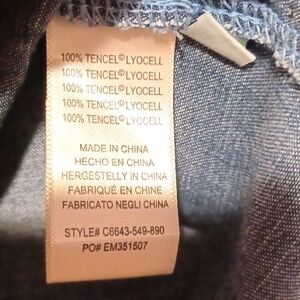 100% TENCEL©LYOCELL
100% TENCEL©LYOCELL
100% TENCEL©LYOCELL
100% TENCEL©LYOCELL
100% TENCEL©LYOCELL
MADE IN CHINA
HECHO EN CHINA
HERGESTELLY IN CHINA
FABRIQUÉ EN CHINE
FABRICATO NEGLI CHINA
STYLE# C6643-549-890
PO# EM351507